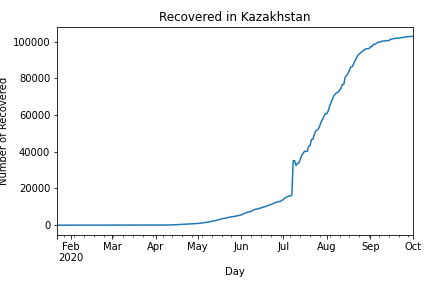 Recovered in Kazakhstan
Number of Recovered
100000
80000
60000
40000
20000
0
Feb Mar Apr May Jun Jul Aug Sep Oct
2020
Day